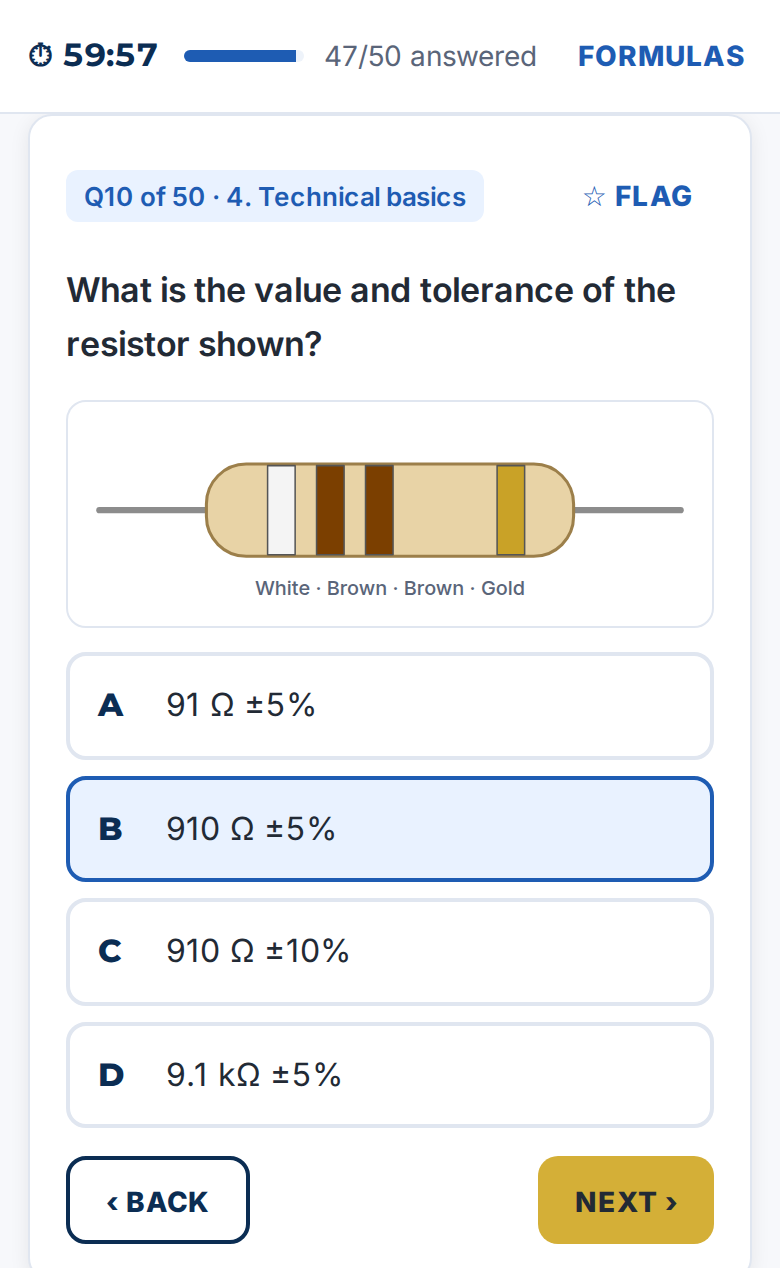 ⏱ 59:57 47/50 answered FORMULAS
Q10 of 50 · 4. Technical basics ☆ FLAG
What is the value and tolerance of the
resistor shown?
White · Brown · Brown · Gold
A 91 Ω ±5%
B 910 Ω ±5%
C 910 Ω ±10%
D 9.1 kΩ ±5%
‹ BACK NEXT ›